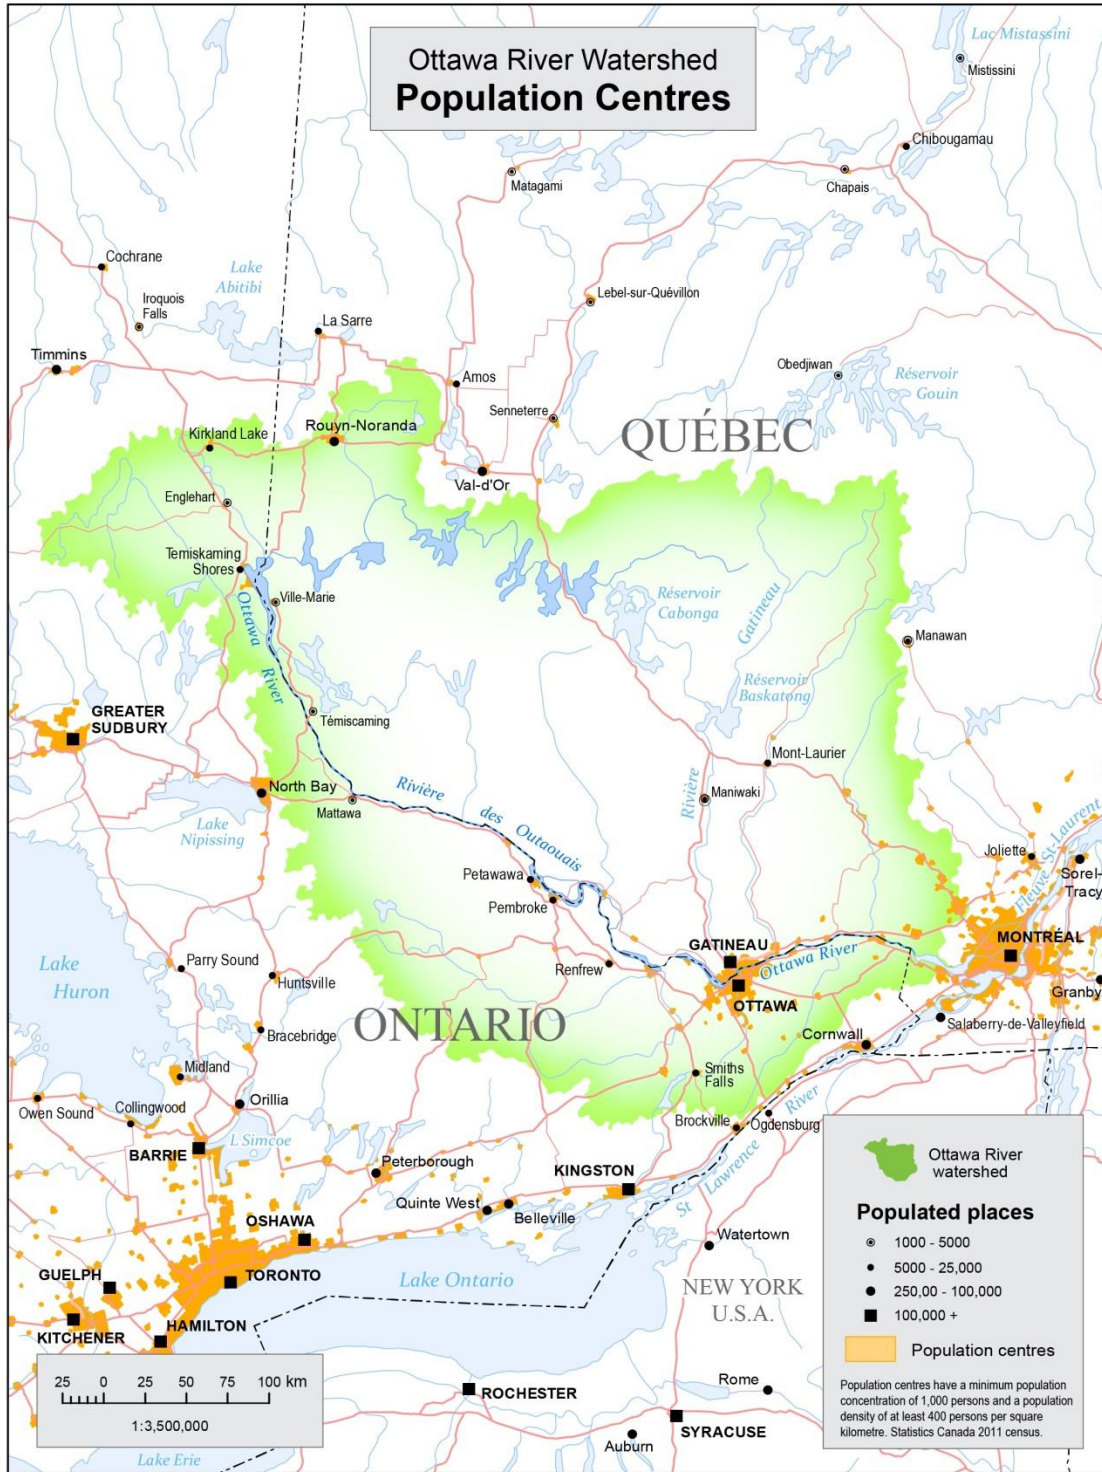 Ottawa River Watershed
Population Centres
Lac Mistassini
Mistissini
Chibougamau
Matagami
Chapais
Cochrane
Lake
Abitibi
Iroquois
Falls
Lebel-sur-Quévillon
La Sarre
Timmins
Amos
Obedjiwan
Réservoir
Gouin
Senneterre
Kirkland Lake
Rouyn-Noranda
QUÉBEC
Val-d'Or
Englehart
Temiskaming
Shores
Ville-Marie
Ottawa
River
Réservoir
Cabonga
Gatineau
Manawan
Réservoir
Baskatong
GREATER
SUDBURY
Témiscaming
Mont-Laurier
North Bay
Mattawa
Rivière
des Outaouais
Maniwaki
Rivière
Lake
Nipissing
Joliette
Fleuve St-Laurent
Sorel-
Tracy
Petawawa
Pembroke
MONTRÉAL
GATINEAU
Ottawa River
Renfrew
OTTAWA
Granby
Lake
Huron
Parry Sound
Huntsville
ONTARIO
Bracebridge
Salaberry-de-Valleyfield
Cornwall
Midland
Smiths
Falls
Owen Sound
Collingwood
Orillia
Brockville
Ogdensburg
L Simcoe
BARRIE
Peterborough
KINGSTON
St
Lawrence
River
Quinte West
Belleville
OSHAWA
Watertown
GUELPH
TORONTO
Lake Ontario
NEW YORK
U.S.A.
KITCHENER
HAMILTON
ROCHESTER
Rome
SYRACUSE
Auburn
Lake Erie
25 0 25 50 75 100 km
1:3,500,000
Ottawa River
watershed
Populated places
1000 - 5000
5000 - 25,000
250,00 - 100,000
100,000 +
Population centres
Population centres have a minimum population
concentration of 1,000 persons and a population
density of at least 400 persons per square
kilometre. Statistics Canada 2011 census.